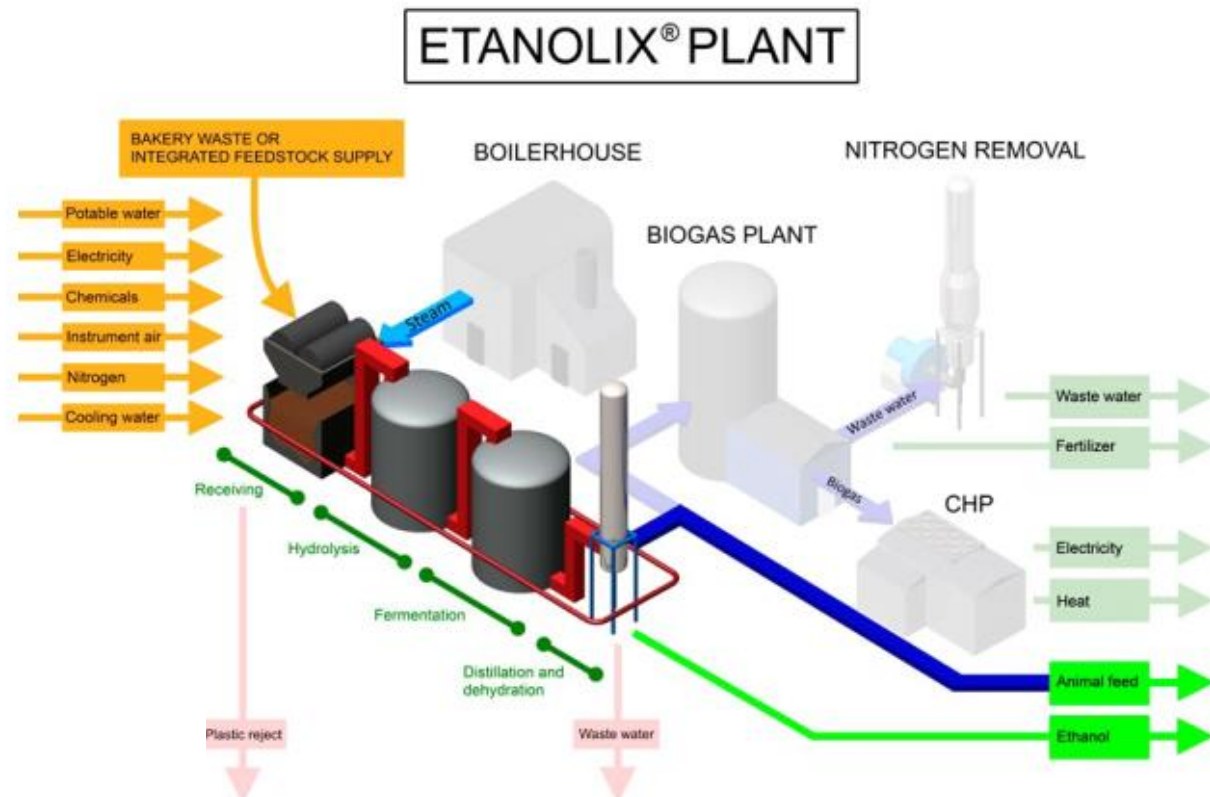 ETANOLIX® PLANT
BAKERY WASTE OR
INTEGRATED FEEDSTOCK SUPPLY
BOILERHOUSE
NITROGEN REMOVAL
BIOGAS PLANT
Potable water
Electricity
Chemicals
Instrument air
Nitrogen
Cooling water
Steam
Waste water
Biogas
CHP
Waste water
Fertilizer
Electricity
Heat
Animal feed
Ethanol
Receiving
Hydrolysis
Fermentation
Distillation and
dehydration
Plastic reject
Waste water